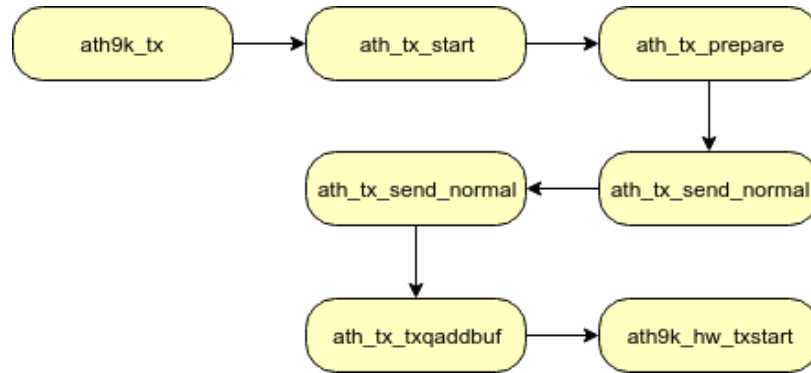 ath9k_tx
ath_tx_start
ath_tx_prepare
ath_tx_send_normal
ath_tx_send_normal
ath_tx_txqaddbuf
ath9k_hw_txstart